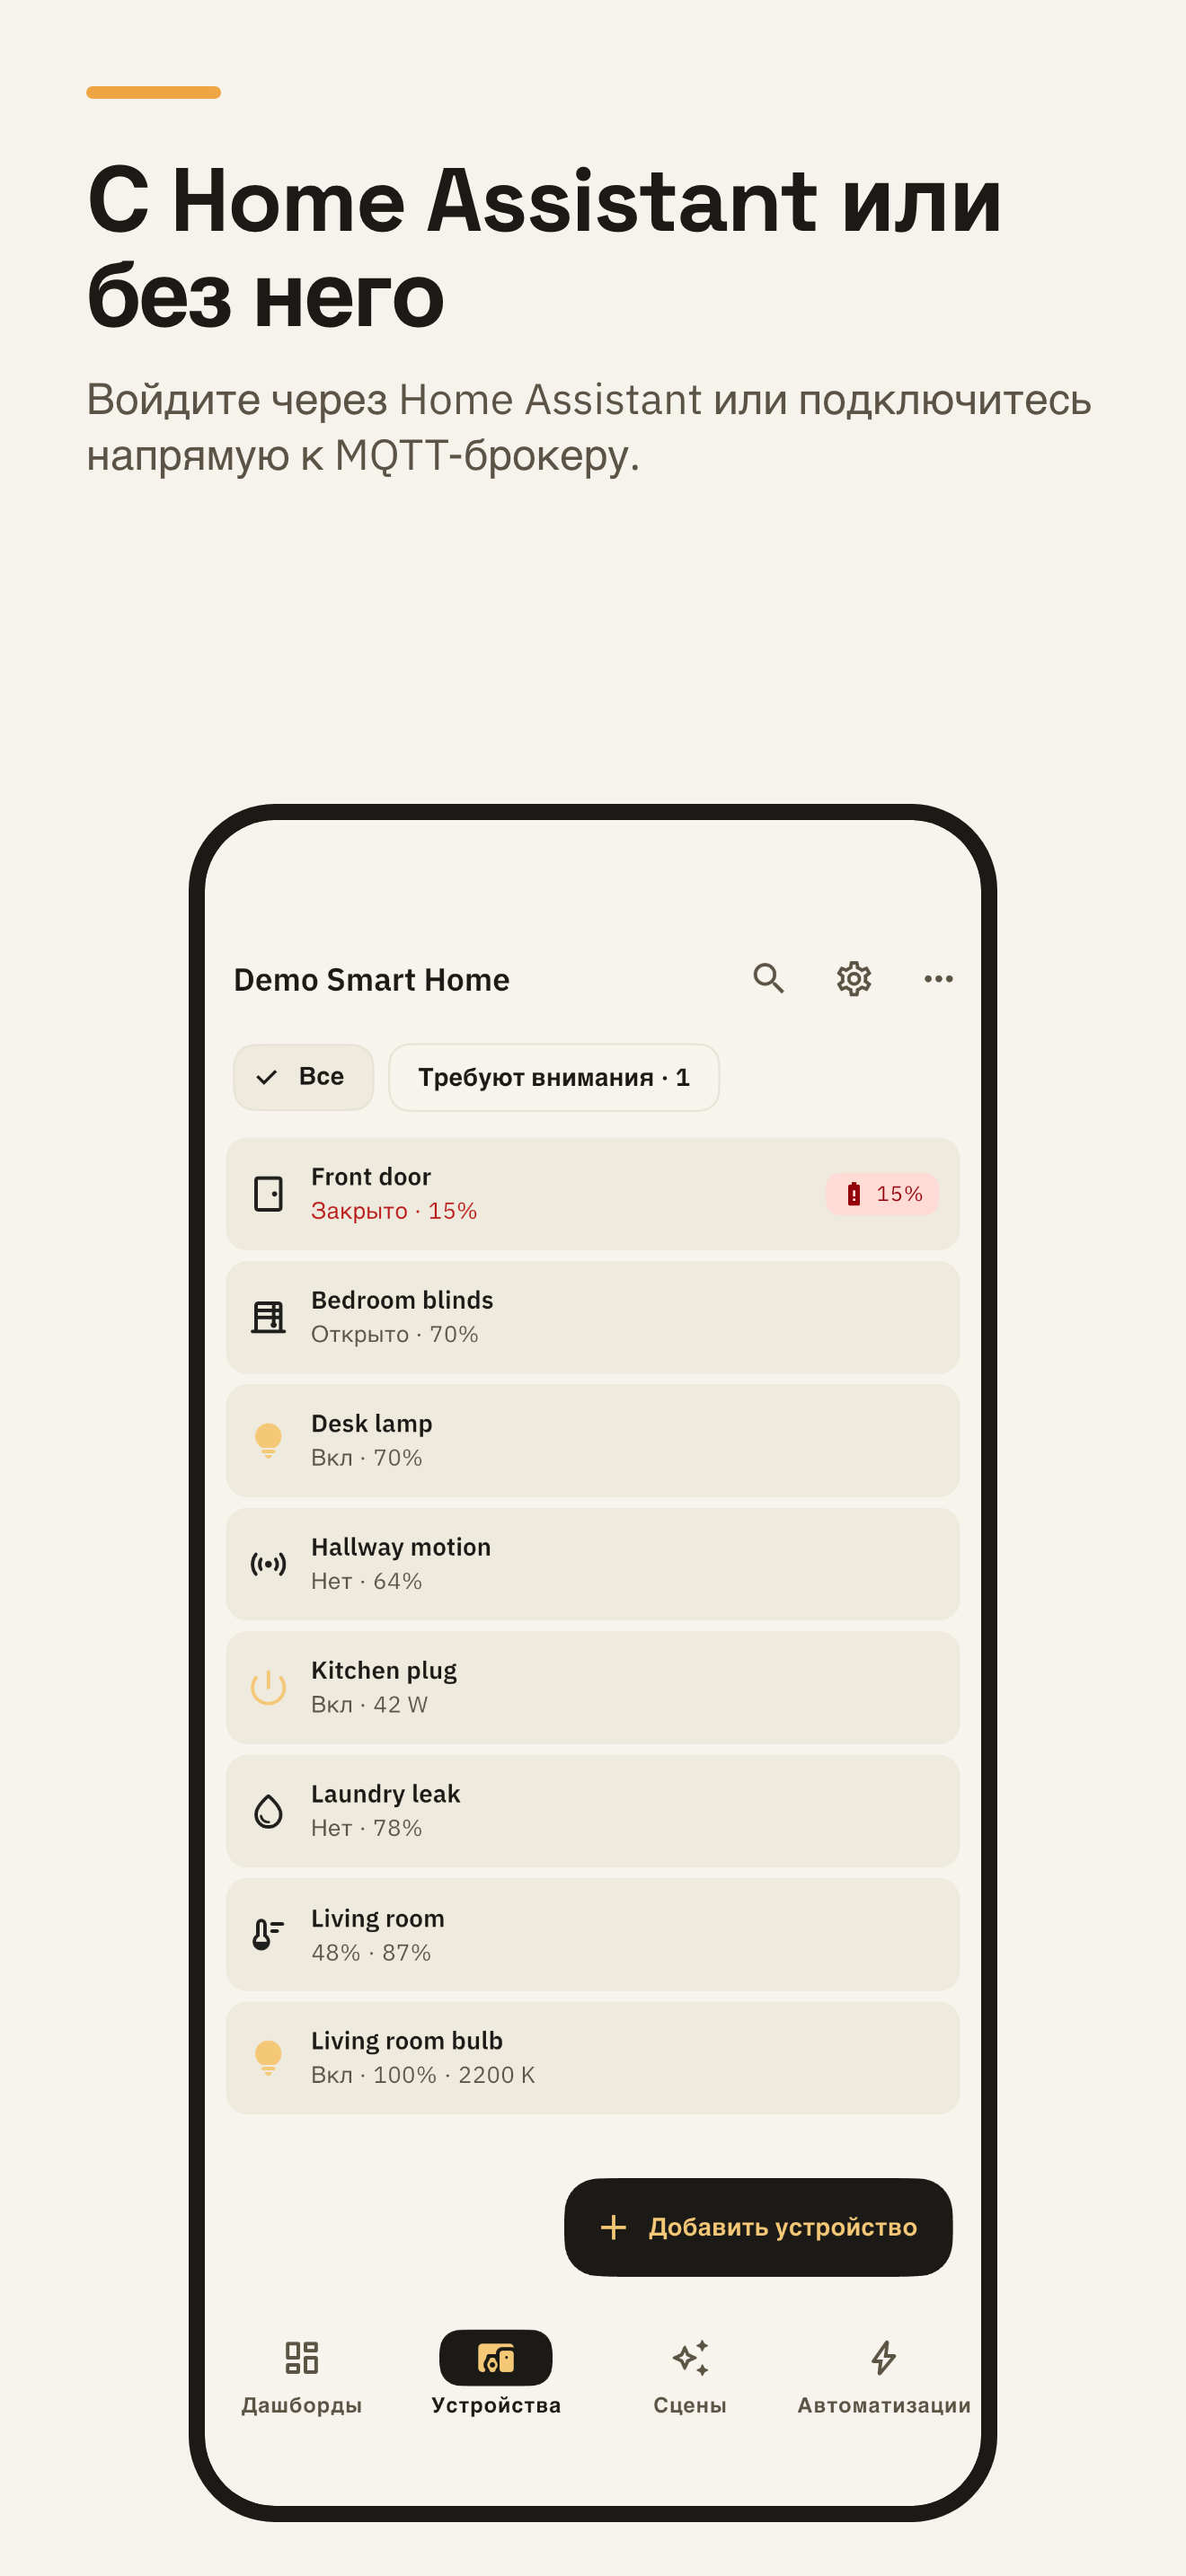 С Home Assistant или
без него
Войдите через Home Assistant или подключитесь
напрямую к MQTT-брокеру.
Demo Smart Home
Все
Требуют внимания · 1
Front door
Закрыто · 15%
15%
Bedroom blinds
Открыто · 70%
Desk lamp
Вкл · 70%
Hallway motion
Нет · 64%
Kitchen plug
Вкл · 42 W
Laundry leak
Нет · 78%
Living room
48% · 87%
Living room bulb
Вкл · 100% · 2200 K
Добавить устройство
Дашборды
Устройства
Сцены
Автоматизации